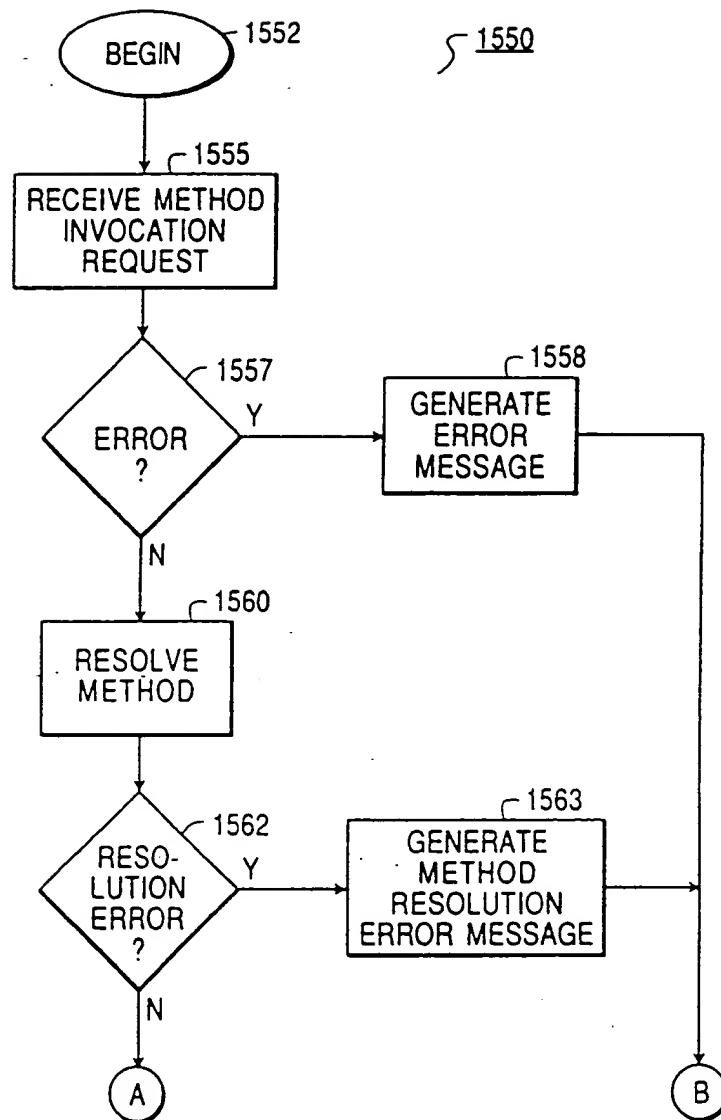 1552
BEGIN
1550
1555
RECEIVE METHOD
INVOCATION
REQUEST
1557
ERROR
?
Y
1558
GENERATE
ERROR
MESSAGE
N
1560
RESOLVE
METHOD
1562
RESO-
LUTION
ERROR
?
Y
1563
GENERATE
METHOD
RESOLUTION
ERROR MESSAGE
N
A
B